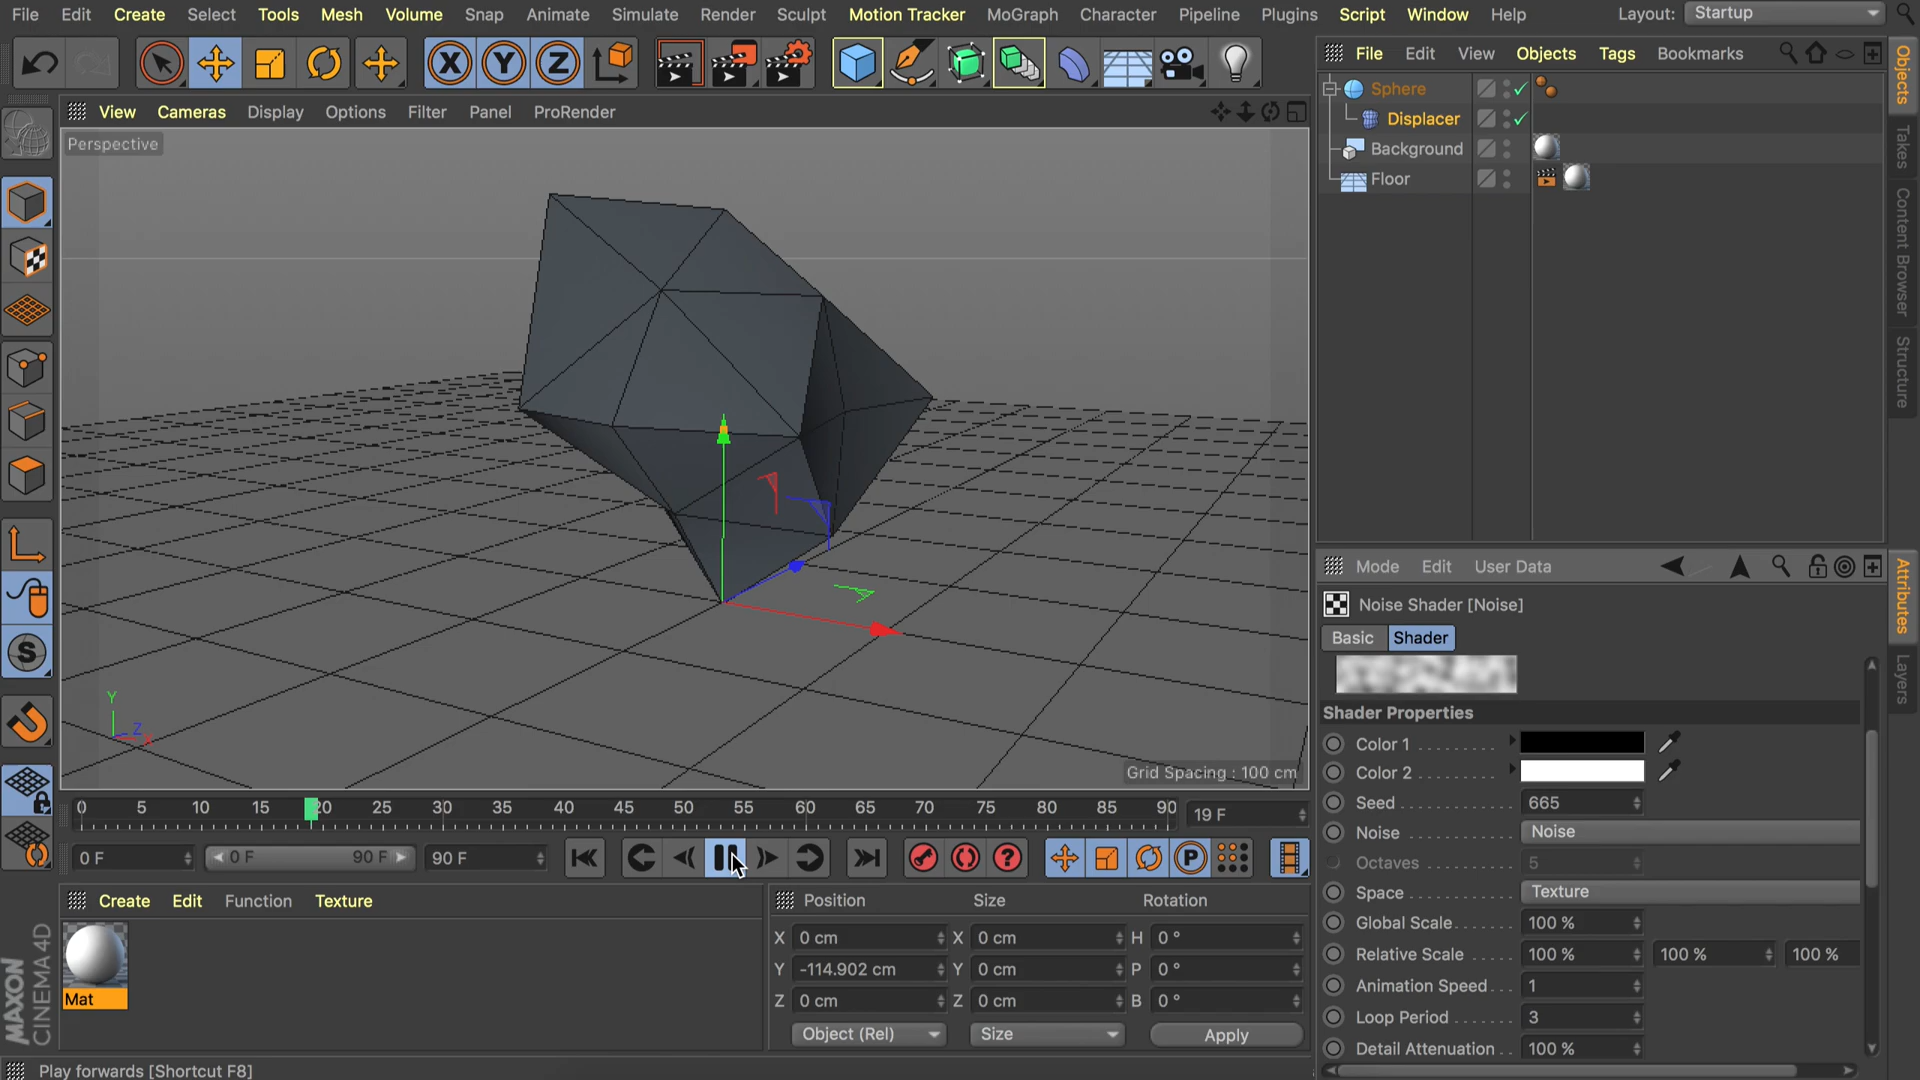 File Edit Create Select Tools Mesh Volume Snap Animate Simulate Render Sculpt Motion Tracker MoGraph Character Pipeline Plugins Script Window Help Layout: Startup
File Edit View Objects Tags Bookmarks
View Cameras Display Options Filter Panel ProRender
Perspective
Sphere
Displacer
Background
Floor
Objects
Takes
Content Browser
Structure
Y
Z
X
Grid Spacing : 100 cm
Mode Edit User Data
Noise Shader [Noise]
Basic Shader
Shader Properties
Color 1
Color 2
Seed 665
Noise Noise
Octaves 5
Space Texture
Global Scale 100 %
Relative Scale 100 % 100 % 100 %
Animation Speed 1
Loop Period 3
Detail Attenuation 100 %
Attributes
Layers
0 5 10 15 20 25 30 35 40 45 50 55 60 65 70 75 80 85 90 19 F
0 F 0 F 90 F 90 F
Create Edit Function Texture
Mat
MAXON
CINEMA 4D
Position Size Rotation
X 0 cm X 0 cm H 0 °
Y -114.902 cm Y 0 cm P 0 °
Z 0 cm Z 0 cm B 0 °
Object (Rel) Size Apply
Play forwards [Shortcut F8]